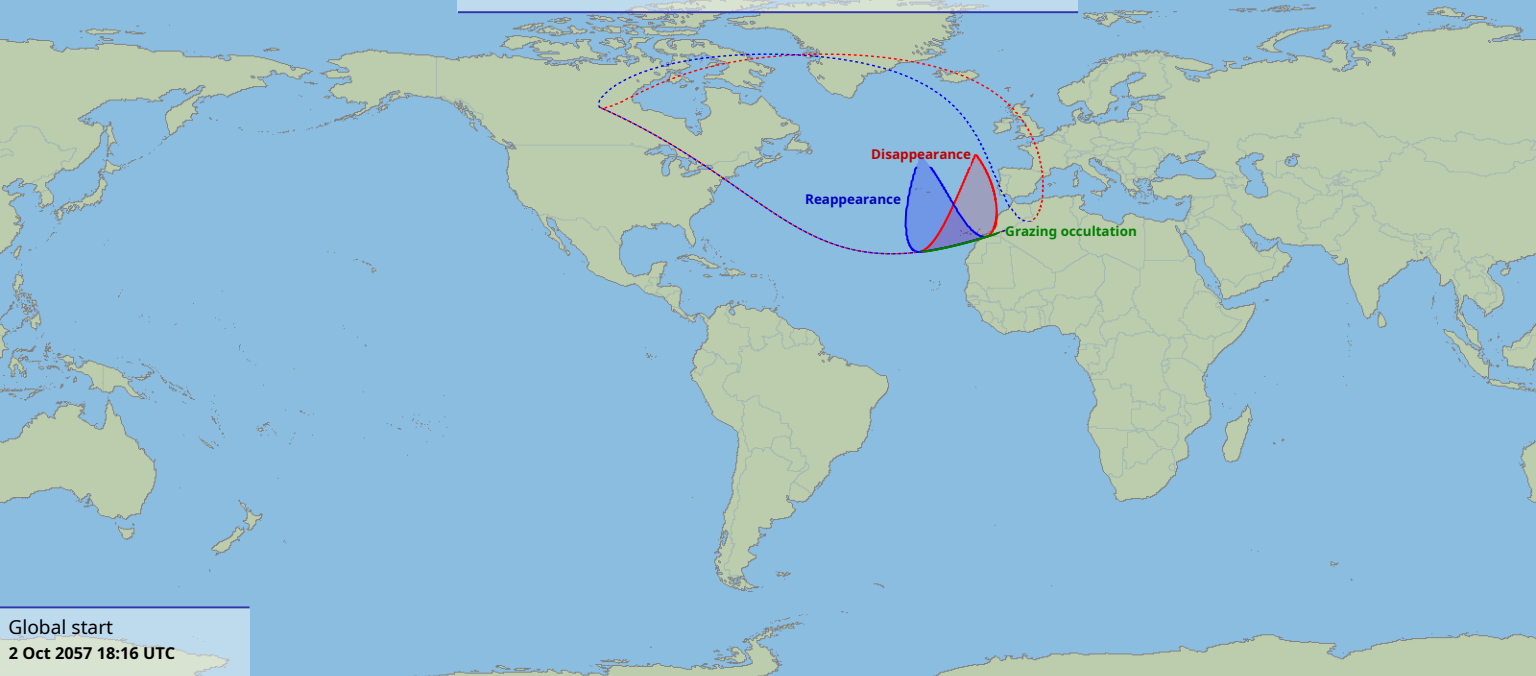 Disappearance
Reappearance
Grazing occultation
Global start
2 Oct 2057 18:16 UTC